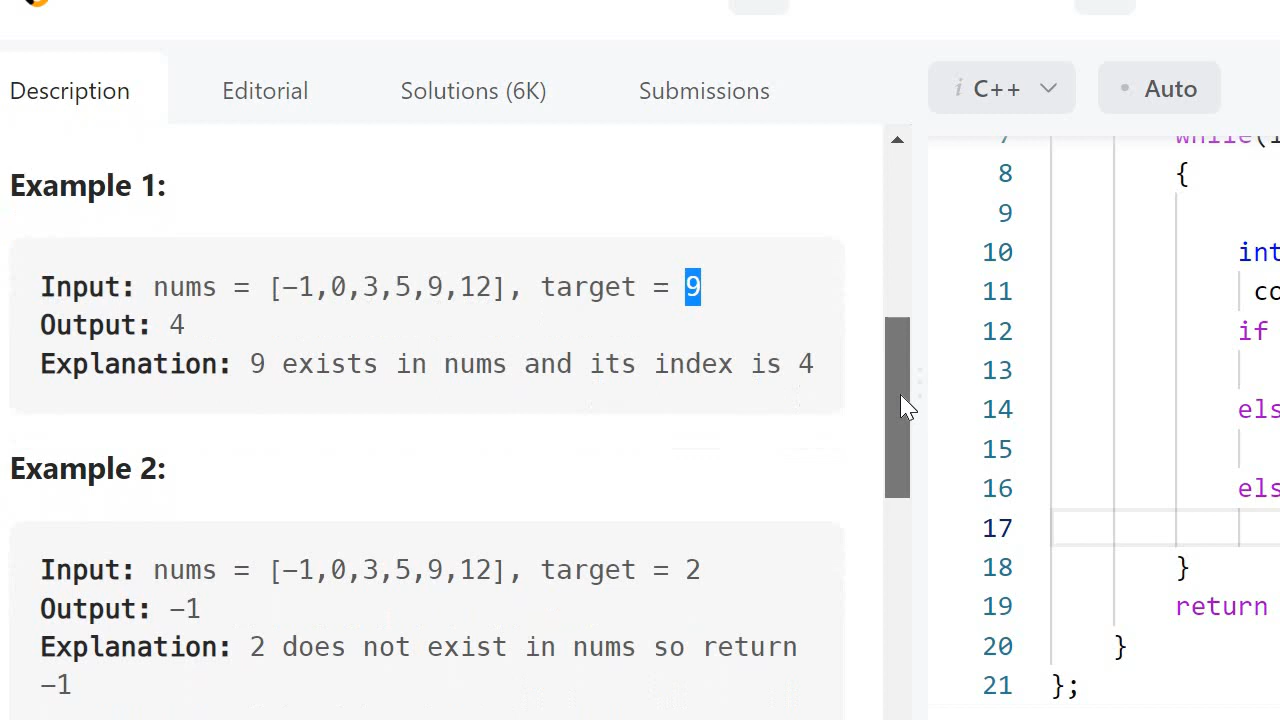 Description Editorial Solutions (6K) Submissions
Example 1:
Input: nums = [-1,0,3,5,9,12], target = 9
Output: 4
Explanation: 9 exists in nums and its index is 4
Example 2:
Input: nums = [-1,0,3,5,9,12], target = 2
Output: -1
Explanation: 2 does not exist in nums so return
-1
i C++ Auto
7 while(i
8 {
9
10 int
11 co
12 if
13
14 els
15
16 els
17
18 }
19 return
20 }
21 };